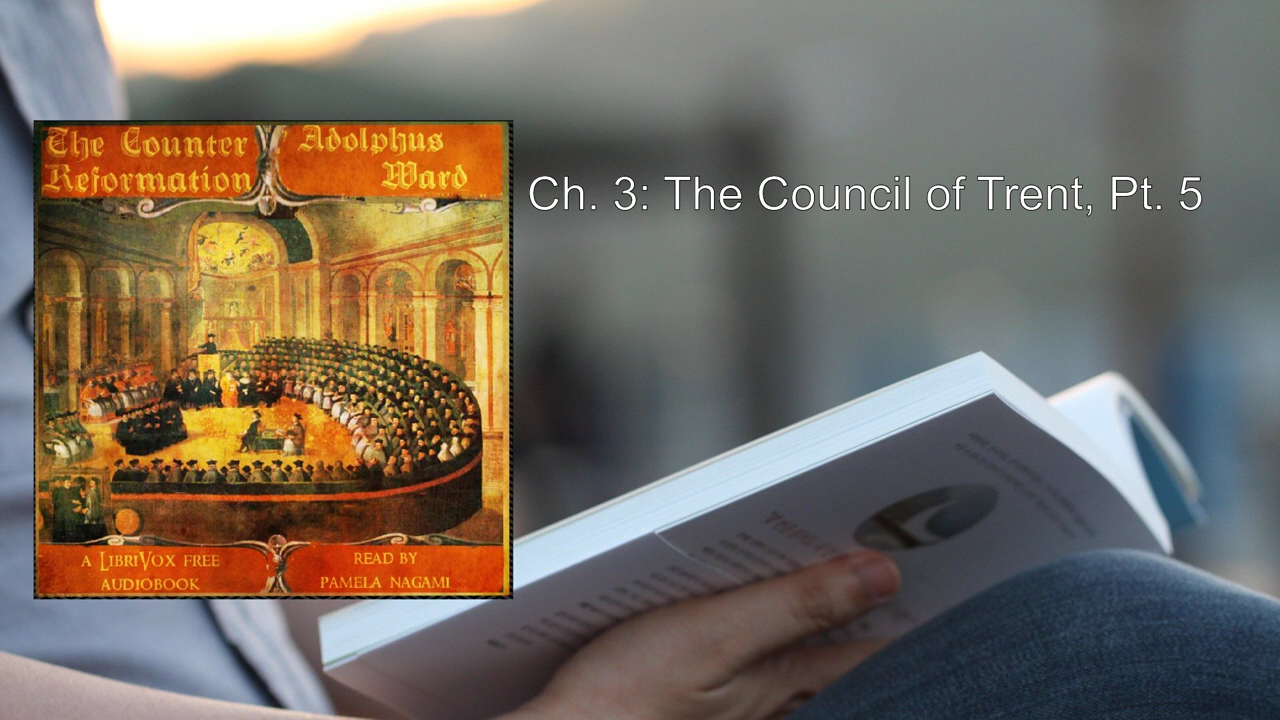 The Counter
Reformation
Adolphus
Ward
Ch. 3: The Council of Trent, Pt. 5
A LIBRIVOX FREE
AUDIOBOOK
READ BY
PAMELA NAGAMI